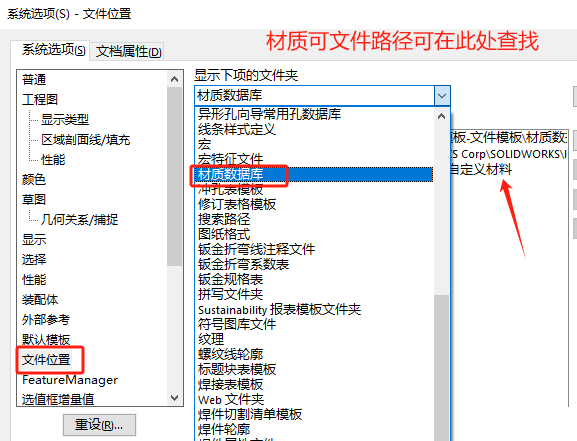 系统选项(S) - 文件位置
材质可文件路径可在此处查找
系统选项(S)
文档属性(D)
普通
工程图
显示类型
区域剖面线/填充
性能
颜色
草图
几何关系/捕捉
显示
选择
性能
装配体
外部参考
默认模板
文件位置
FeatureManager
选值框增量值
重设(R)...
显示下项的文件夹
材质数据库
异形孔向导常用孔数据库
线条样式定义
宏
宏特征文件
材质数据库
冲孔表模板
修订表格模板
搜索路径
图纸格式
钣金折弯线注释文件
钣金折弯系数表
钣金规格表
拼写文件夹
Sustainability 报表模板文件夹
符号图库文件
纹理
螺纹线轮廓
标题块表模板
焊接表模板
Web 文件夹
焊件切割清单模板
焊件轮廓
板-文件模板\材质数
S Corp\SOLIDWORKS\
自定义材料